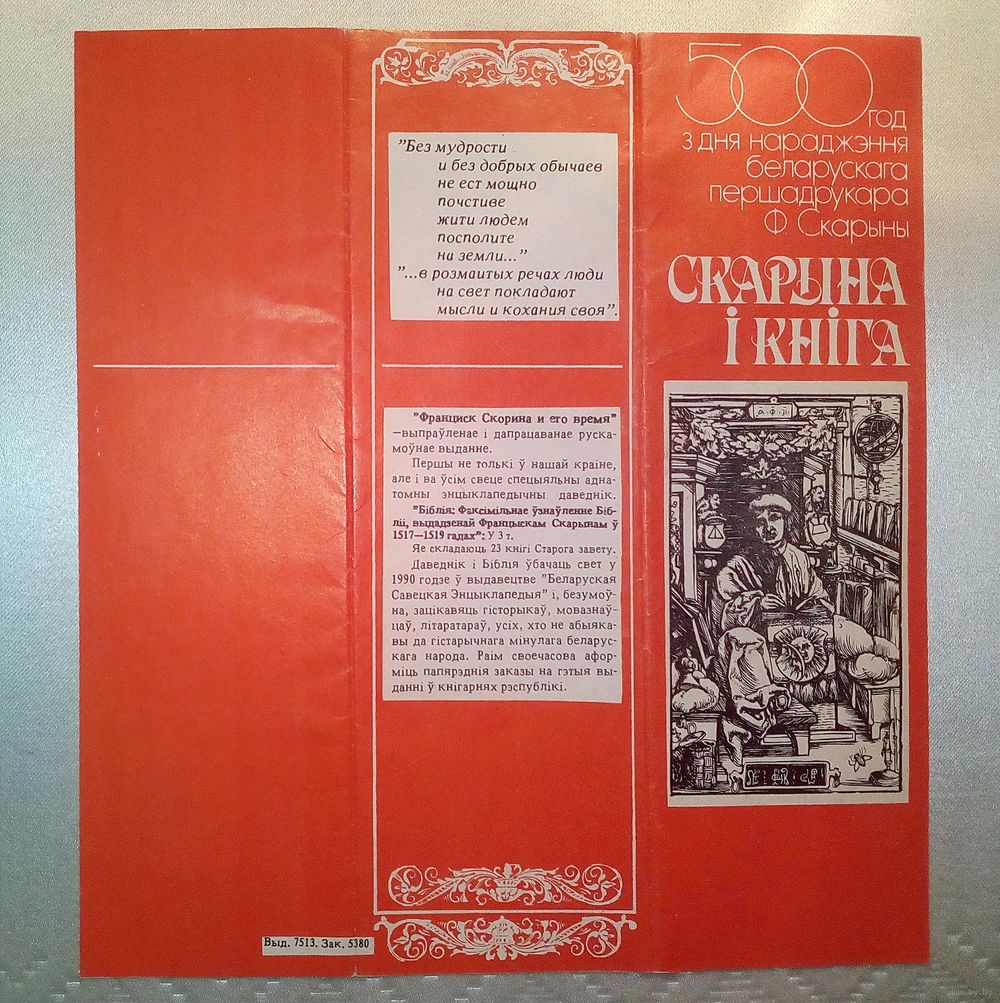 "Без мудрости
и без добрых обычаев
не ест мощно
почстиве
жити людем
посполите
на земли..."
"...в розмаитых речах люди
на свет покладают
мысли и кохания своя".
"Франциск Скорина и его время"
—выпраўленае і дапрацаванае руска-
моўнае выданне.
Першы не толькі ў нашай краіне,
але і ва ўсім свеце спецыяльны адна-
томны энцыклапедычны даведнік.
"Біблія: Факсімільнае ўзнаўленне Біб-
ліі, выдадзенай Францыскам Скарынам ў
1517—1519 гадах": У 3 т.
Яе складаюць 23 кнігі Старога завету.
Даведнік і Біблія ўбачаць свет у
1990 годзе ў выдавецтве "Беларуская
Савецкая Энцыклапедыя" і, безумоў-
на, зацікавяць гісторыкаў, мовазнаў-
цаў, літаратараў, усіх, хто не абыяка-
вы да гістарычнага мінулага беларус-
кага народа. Раім своечасова афор-
міць папярэднія заказы на гэтыя вы-
данні ў кнігарнях рэспублікі.
Выд. 7513. Зак. 5380
500 год
з дня нараджэння
беларускага
першадрукара
Ф Скарыны
СКАРЫНА
І КНІГА